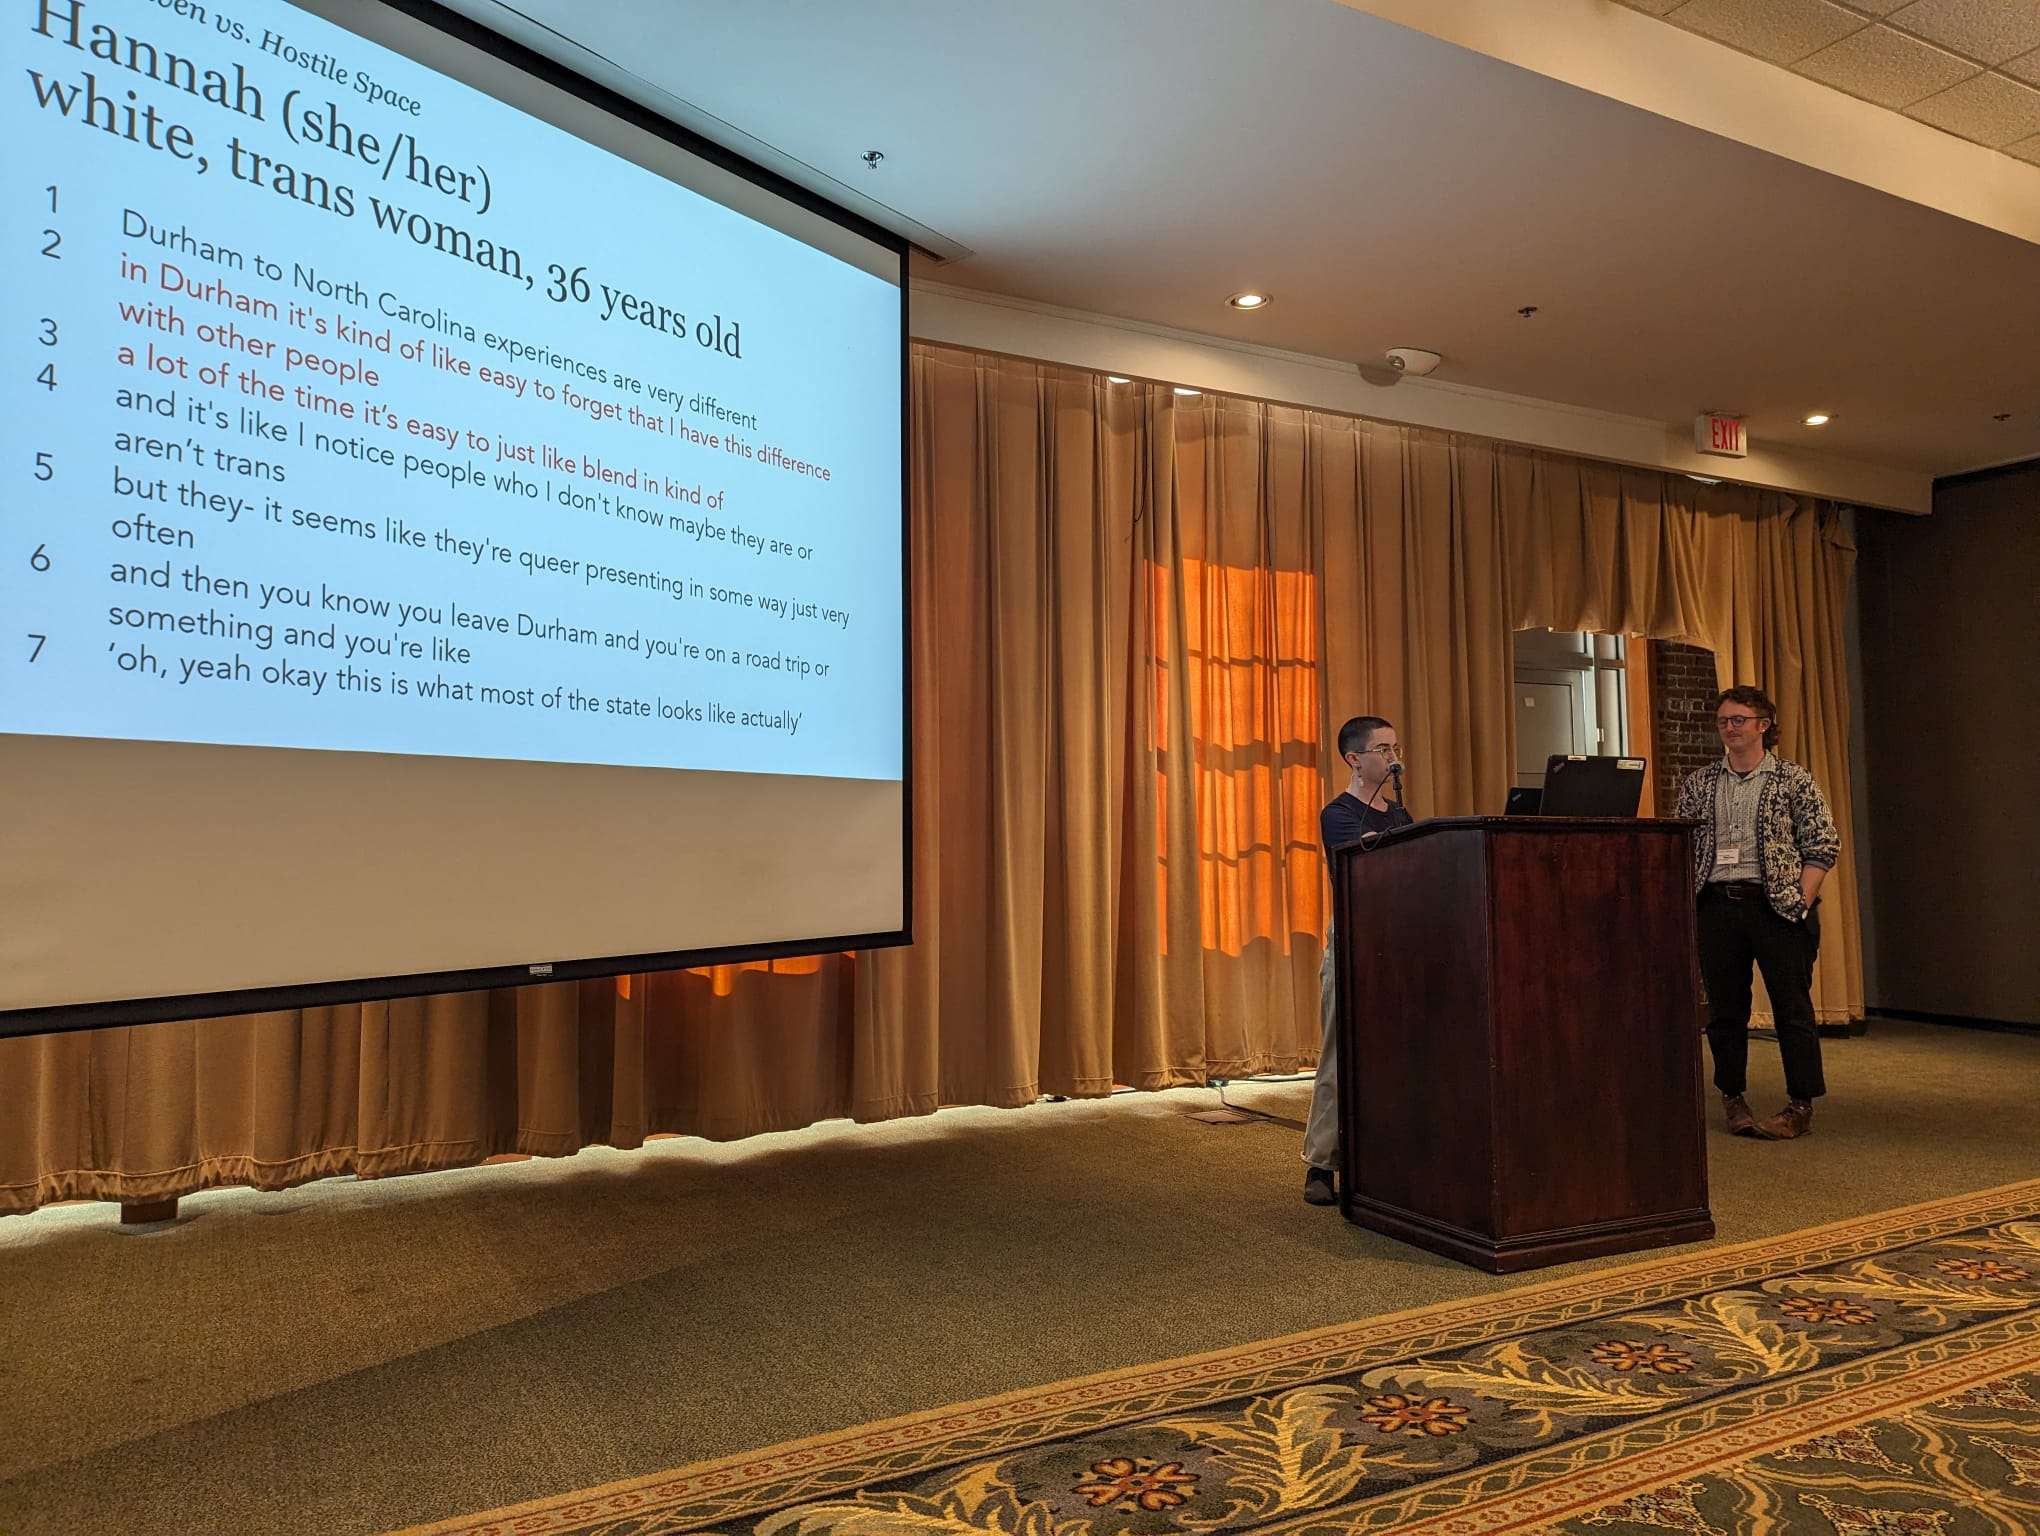 vs. Hostile Space
Hannah (she/her)
white, trans woman, 36 years old
1 Durham to North Carolina experiences are very different
2 in Durham it's kind of like easy to forget that I have this difference
with other people
3 a lot of the time it’s easy to just like blend in kind of
4 and it's like I notice people who I don't know maybe they are or
aren’t trans
5 but they- it seems like they're queer presenting in some way just very
often
6 and then you know you leave Durham and you're on a road trip or
something and you're like
7 ‘oh, yeah okay this is what most of the state looks like actually’
EXIT